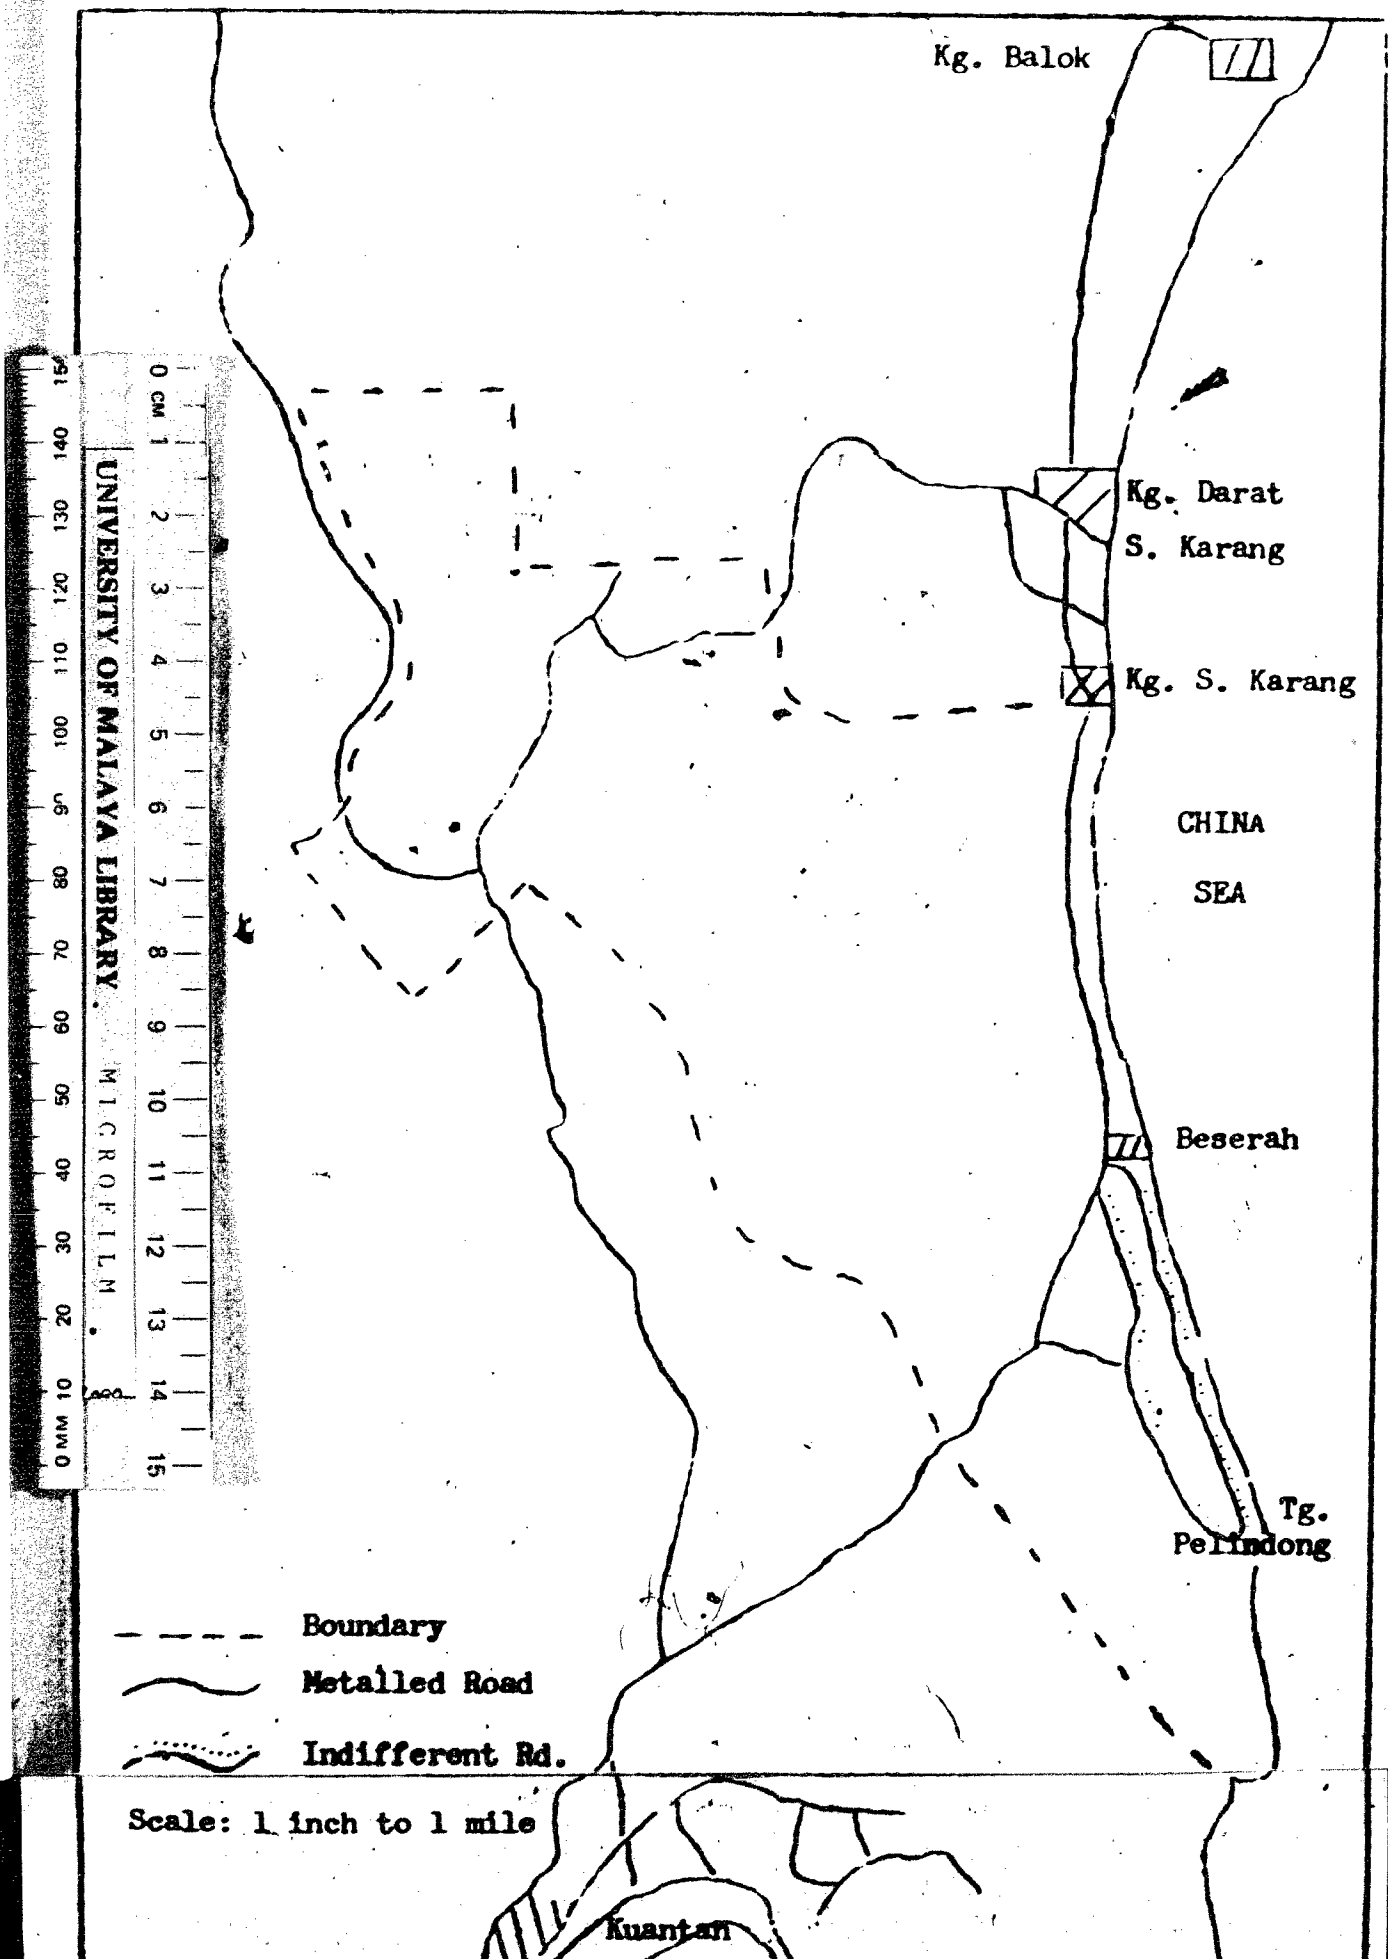 Kg. Balok
Kg. Darat
S. Karang
Kg. S. Karang
CHINA
SEA
Beserah
Tg.
Pelindong
Boundary
Metalled Road
Indifferent Rd.
Scale: 1 inch to 1 mile
Kuantan
UNIVERSITY OF MALAYA LIBRARY
MICROFILM
0 CM 1 2 3 4 5 6 7 8 9 10 11 12 13 14 15
0 MM 10 20 30 40 50 60 70 80 90 100 110 120 130 140 15